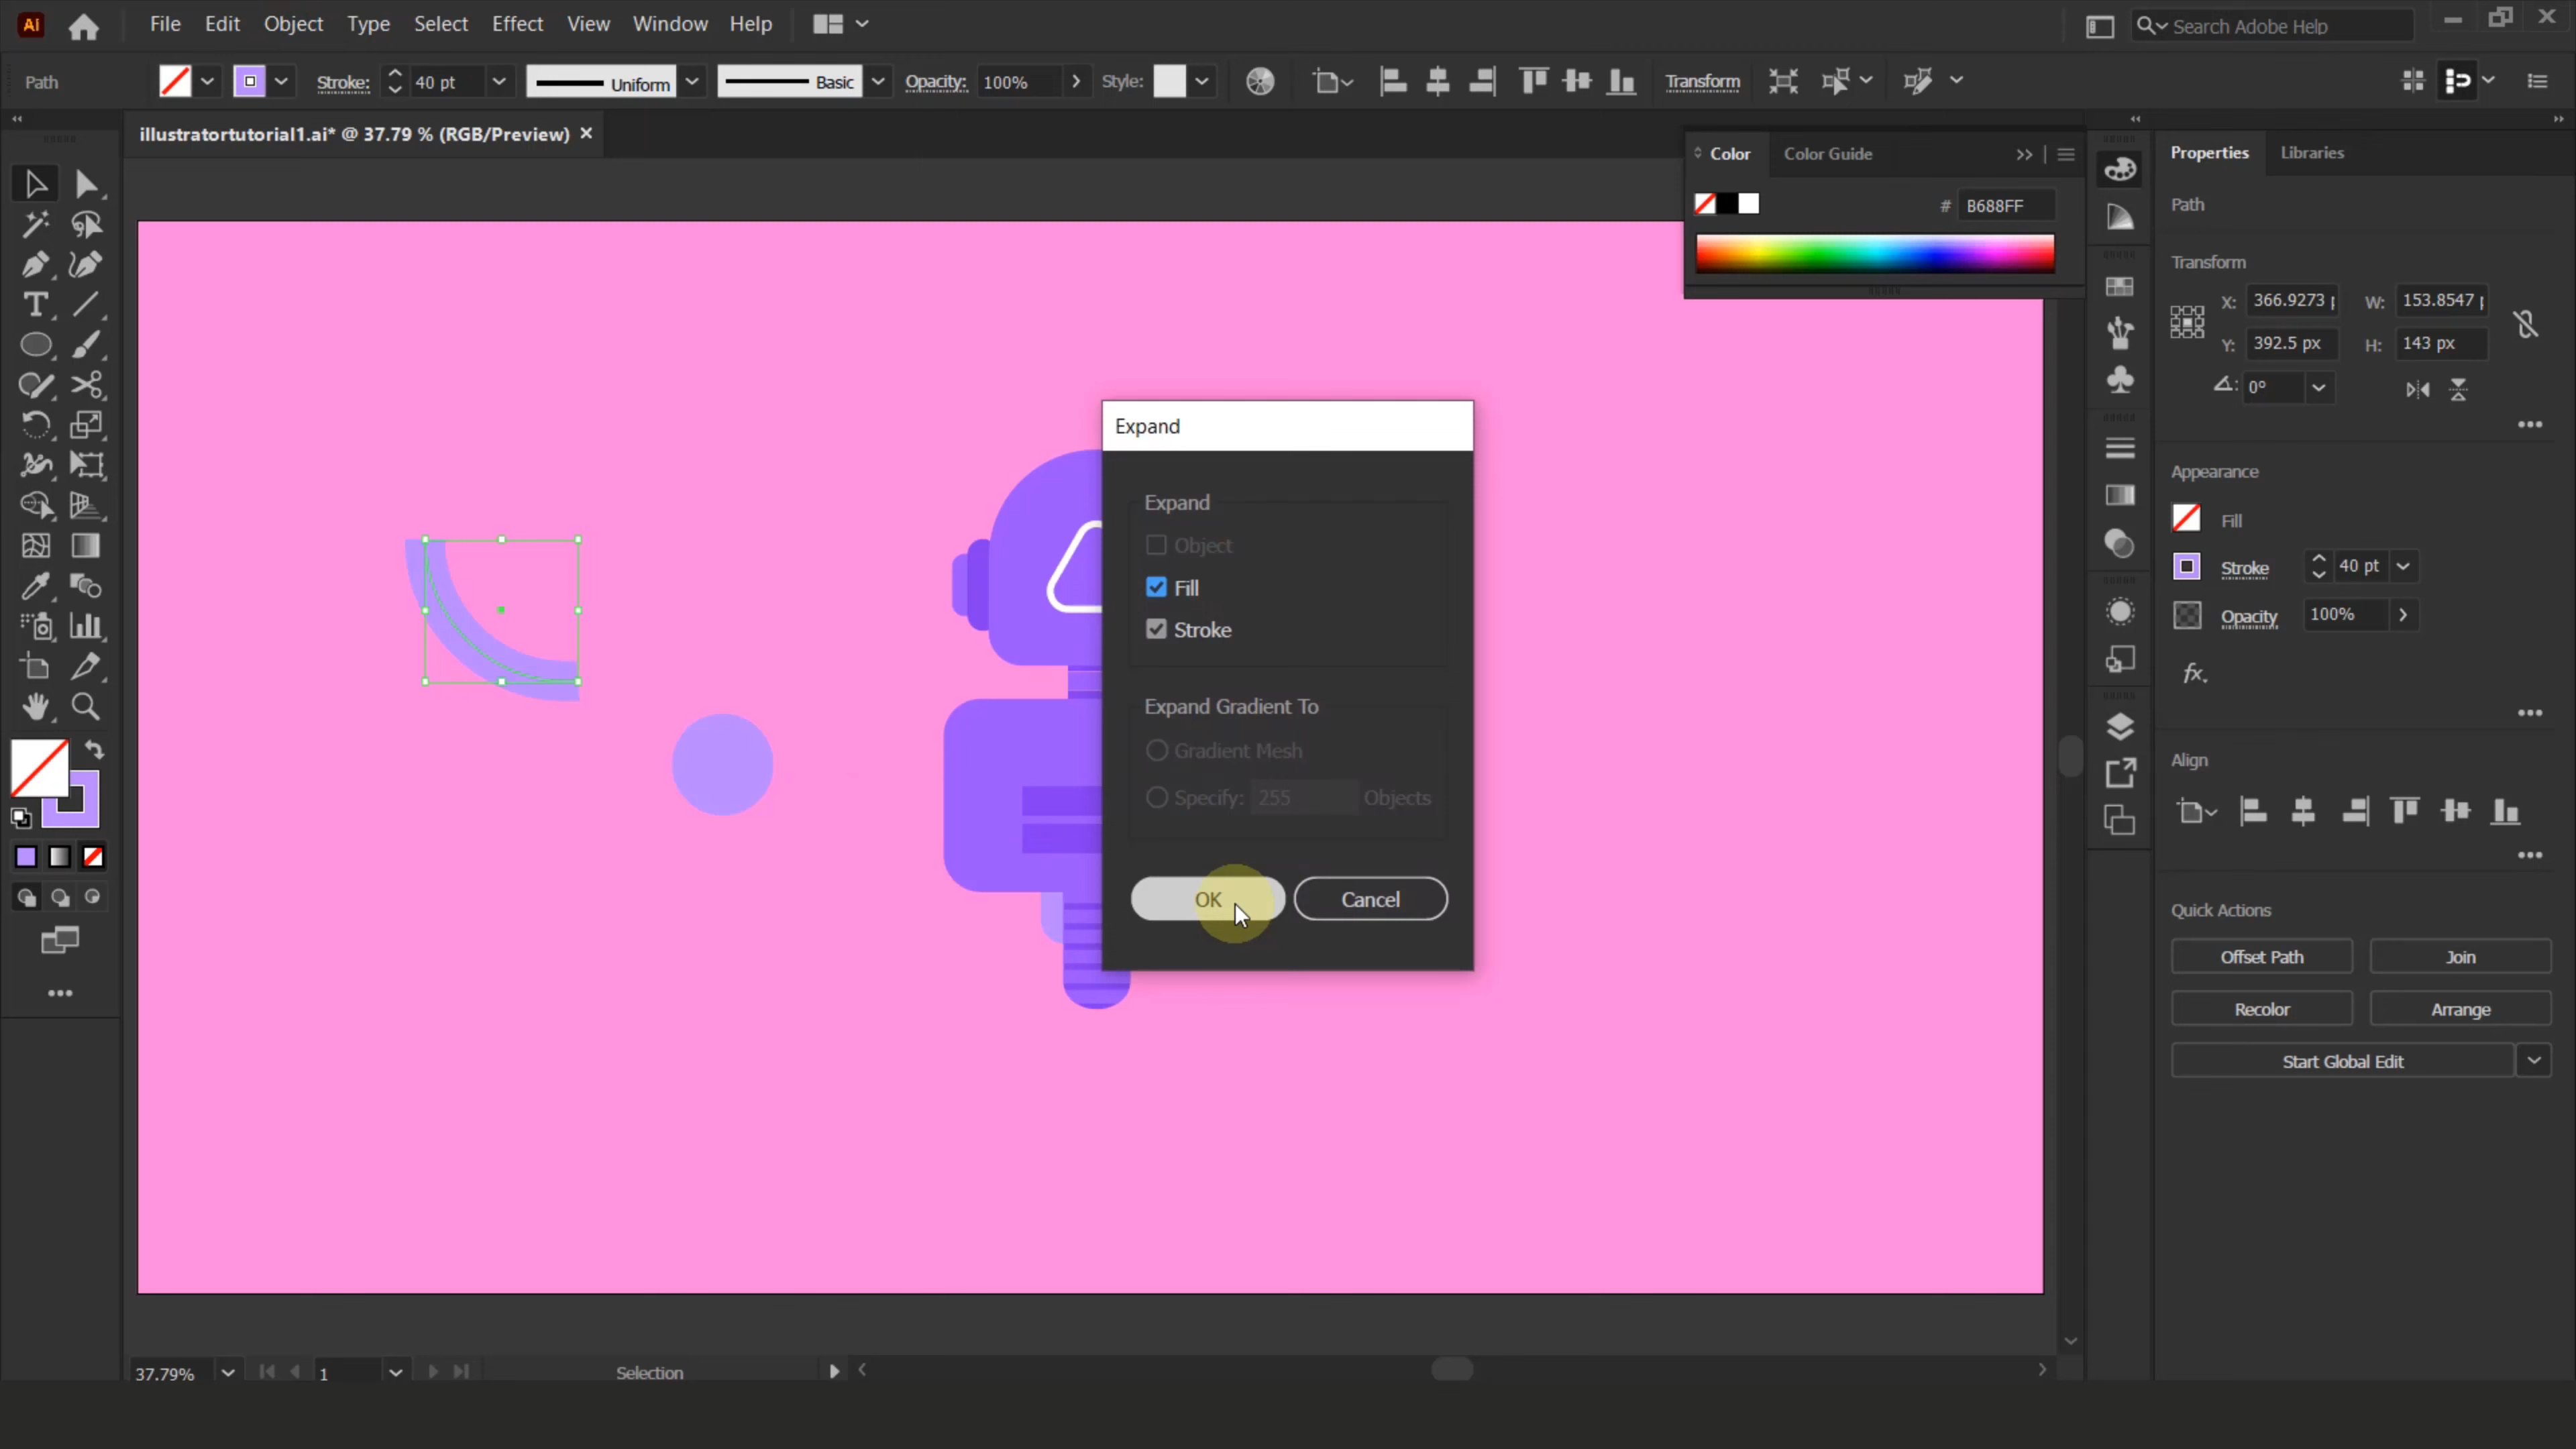 Ai File Edit Object Type Select Effect View Window Help Search Adobe Help
Path Stroke: 40 pt Uniform Basic Opacity: 100% Style: Transform
illustratortutorial1.ai* @ 37.79 % (RGB/Preview) ×
Color Color Guide
# B688FF
Properties Libraries
Path
Transform
X: 366.9273 W: 153.8547
Y: 392.5 px H: 143 px
0°
Appearance
Fill
Stroke 40 pt
Opacity 100%
fx.
Align
Quick Actions
Offset Path Join
Recolor Arrange
Start Global Edit
Expand
Expand
Object
Fill
Stroke
Expand Gradient To
Gradient Mesh
Specify: 255 Objects
OK Cancel
37.79% 1 Selection